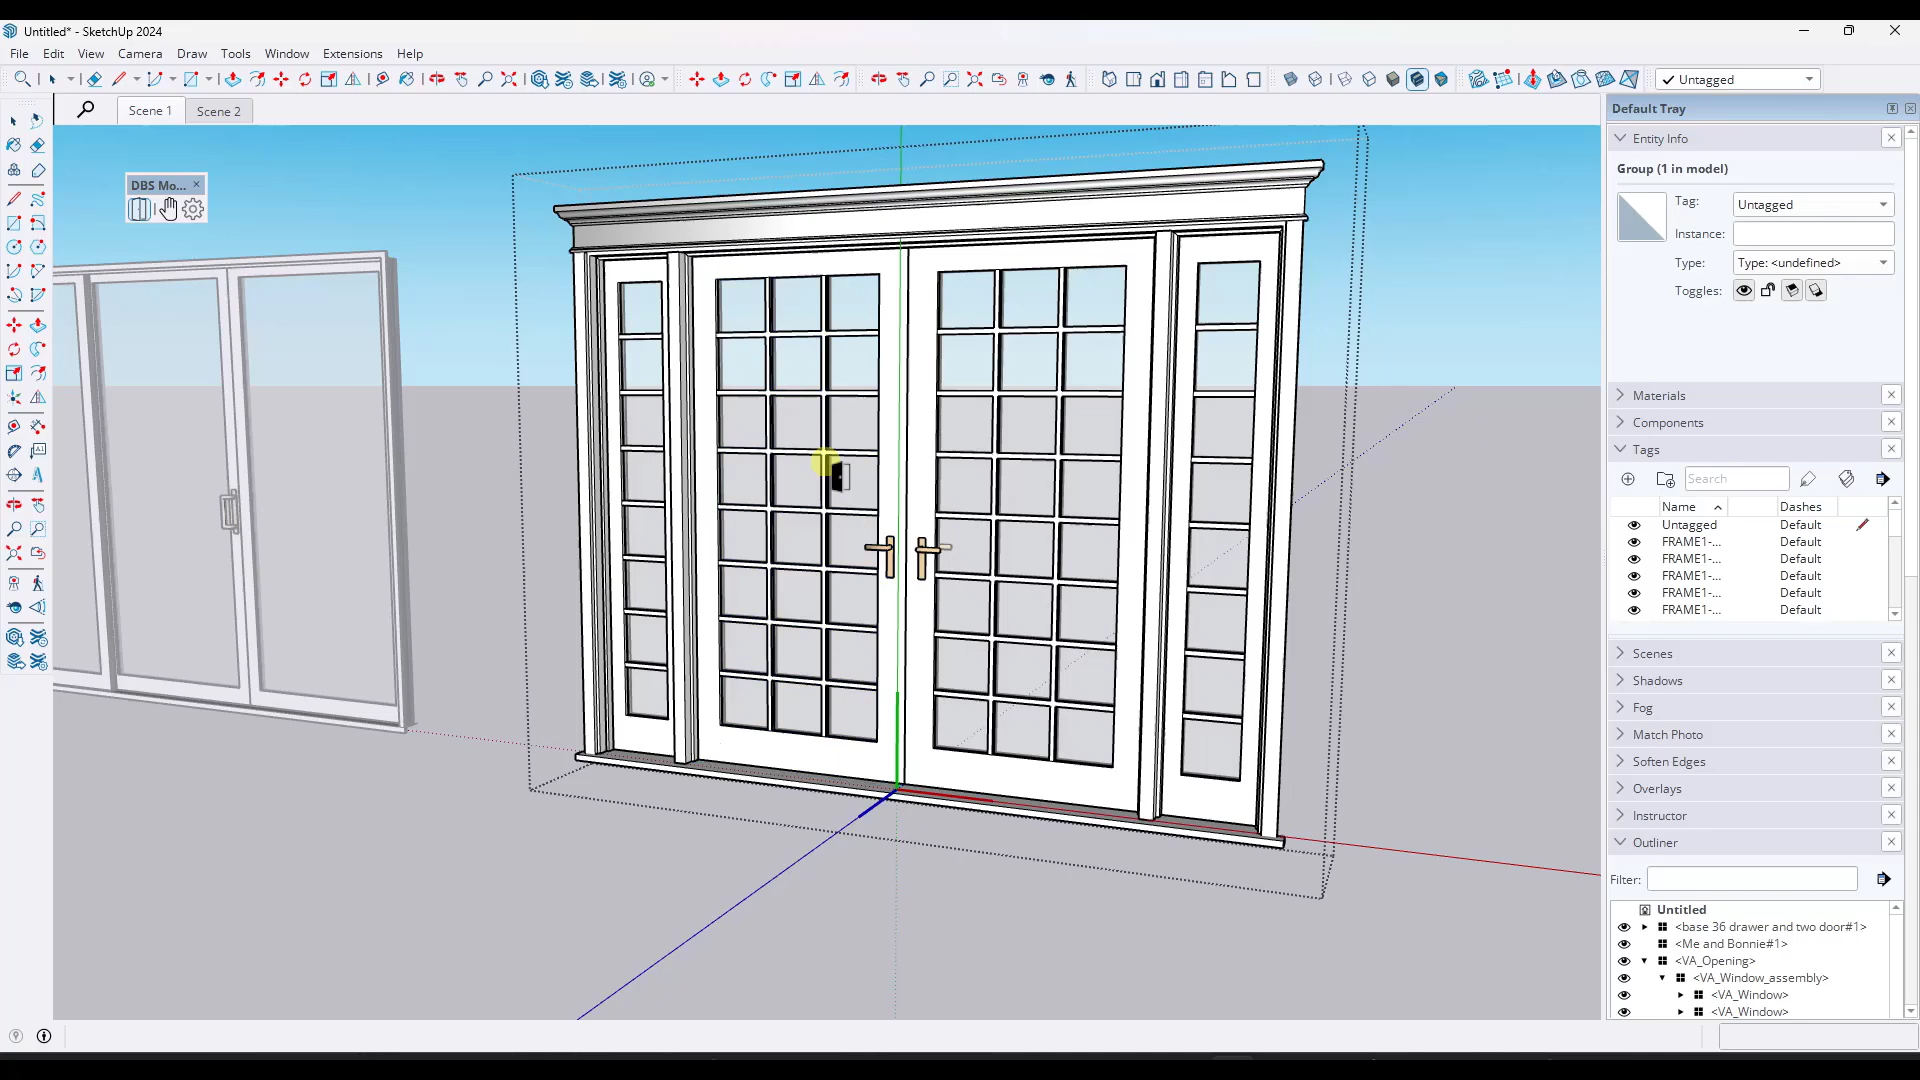 Untitled* - SketchUp 2024
File Edit View Camera Draw Tools Window Extensions Help
Untagged
Scene 1 Scene 2
Default Tray
Entity Info
Group (1 in model)
Tag: Untagged
Instance:
Type: Type: <undefined>
Toggles:
DBS Mo...
Materials
Components
Tags
Search
Name Dashes
Untagged Default
FRAME1-... Default
FRAME1-... Default
FRAME1-... Default
FRAME1-... Default
FRAME1-... Default
Scenes
Shadows
Fog
Match Photo
Soften Edges
Overlays
Instructor
Outliner
Filter:
Untitled
<base 36 drawer and two door#1>
<Me and Bonnie#1>
<VA_Opening>
<VA_Window_assembly>
<VA_Window>
<VA_Window>